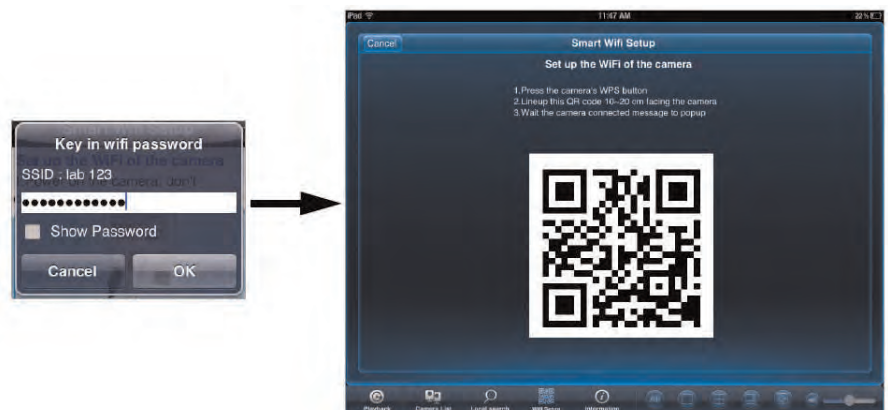 Key in wifi password
SSID : lab 123
Show Password
Cancel
OK
iPad
11:47 AM
22%
Cancel
Smart Wifi Setup
Set up the WiFi of the camera
1.Press the camera's WPS button
2.Lineup this QR code 10~20 cm facing the camera
3.Wait the camera connected message to popup
Playback
Camera List
Local search
Wifi Setup
Information